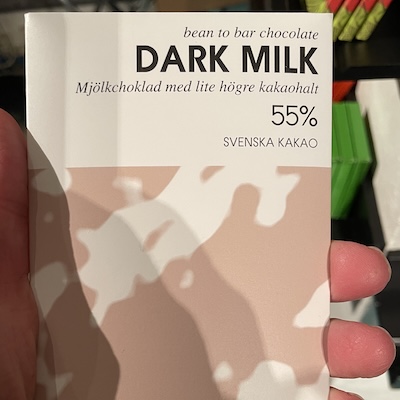 bean to bar chocolate
DARK MILK
Mjölkchoklad med lite högre kakaohalt
55%
SVENSKA KAKAO